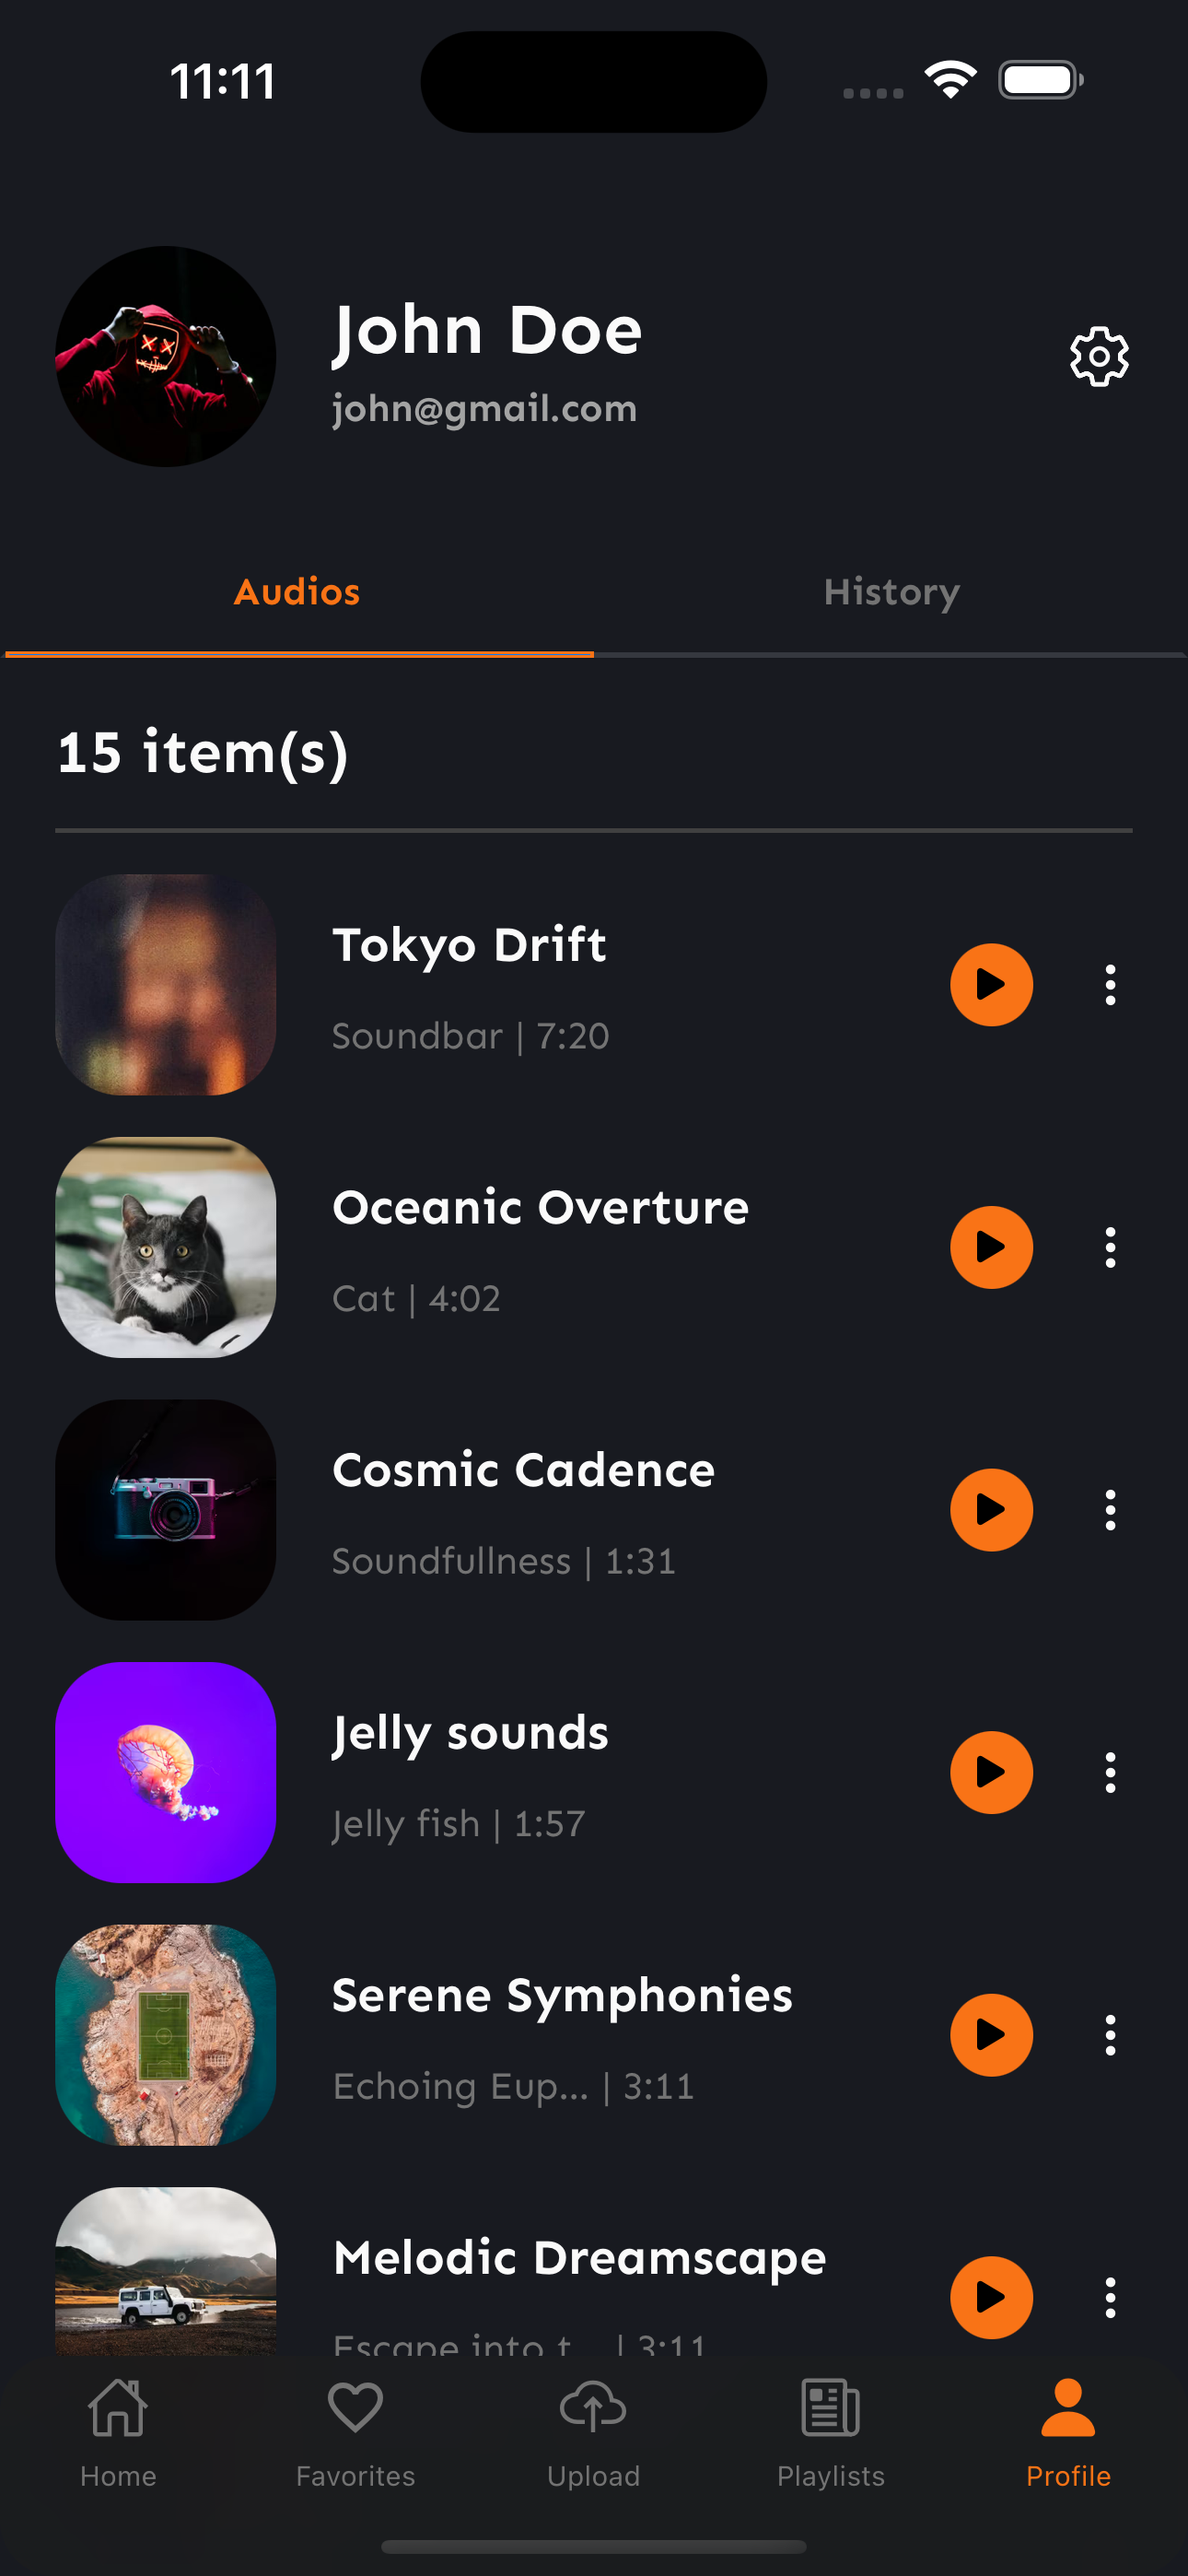 11:11
John Doe
john@gmail.com
Audios
History
15 item(s)
Tokyo Drift
Soundbar | 7:20
Oceanic Overture
Cat | 4:02
Cosmic Cadence
Soundfullness | 1:31
Jelly sounds
Jelly fish | 1:57
Serene Symphonies
Echoing Eup... | 3:11
Melodic Dreamscape
Escape into t... | 3:11
Home
Favorites
Upload
Playlists
Profile